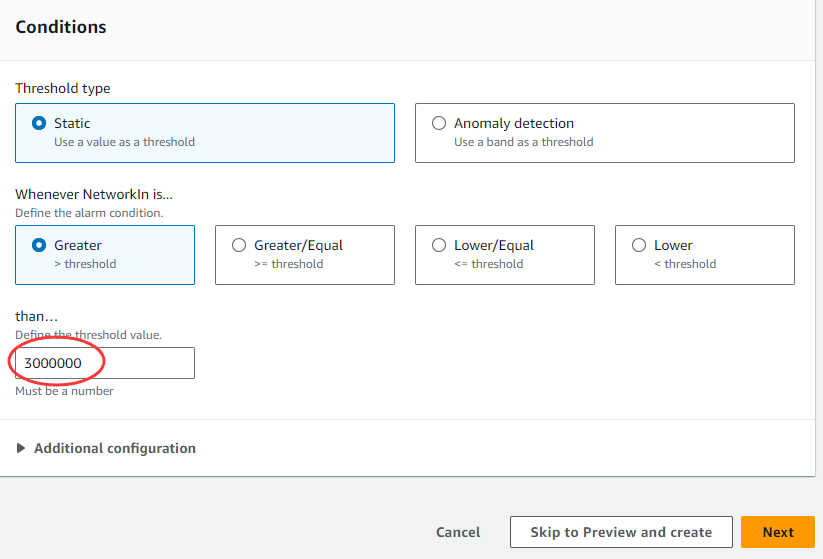 Conditions
Threshold type
Static
Use a value as a threshold
Anomaly detection
Use a band as a threshold
Whenever NetworkIn is...
Define the alarm condition.
Greater
> threshold
Greater/Equal
>= threshold
Lower/Equal
<= threshold
Lower
< threshold
than...
Define the threshold value.
3000000
Must be a number
Additional configuration
Cancel
Skip to Preview and create
Next